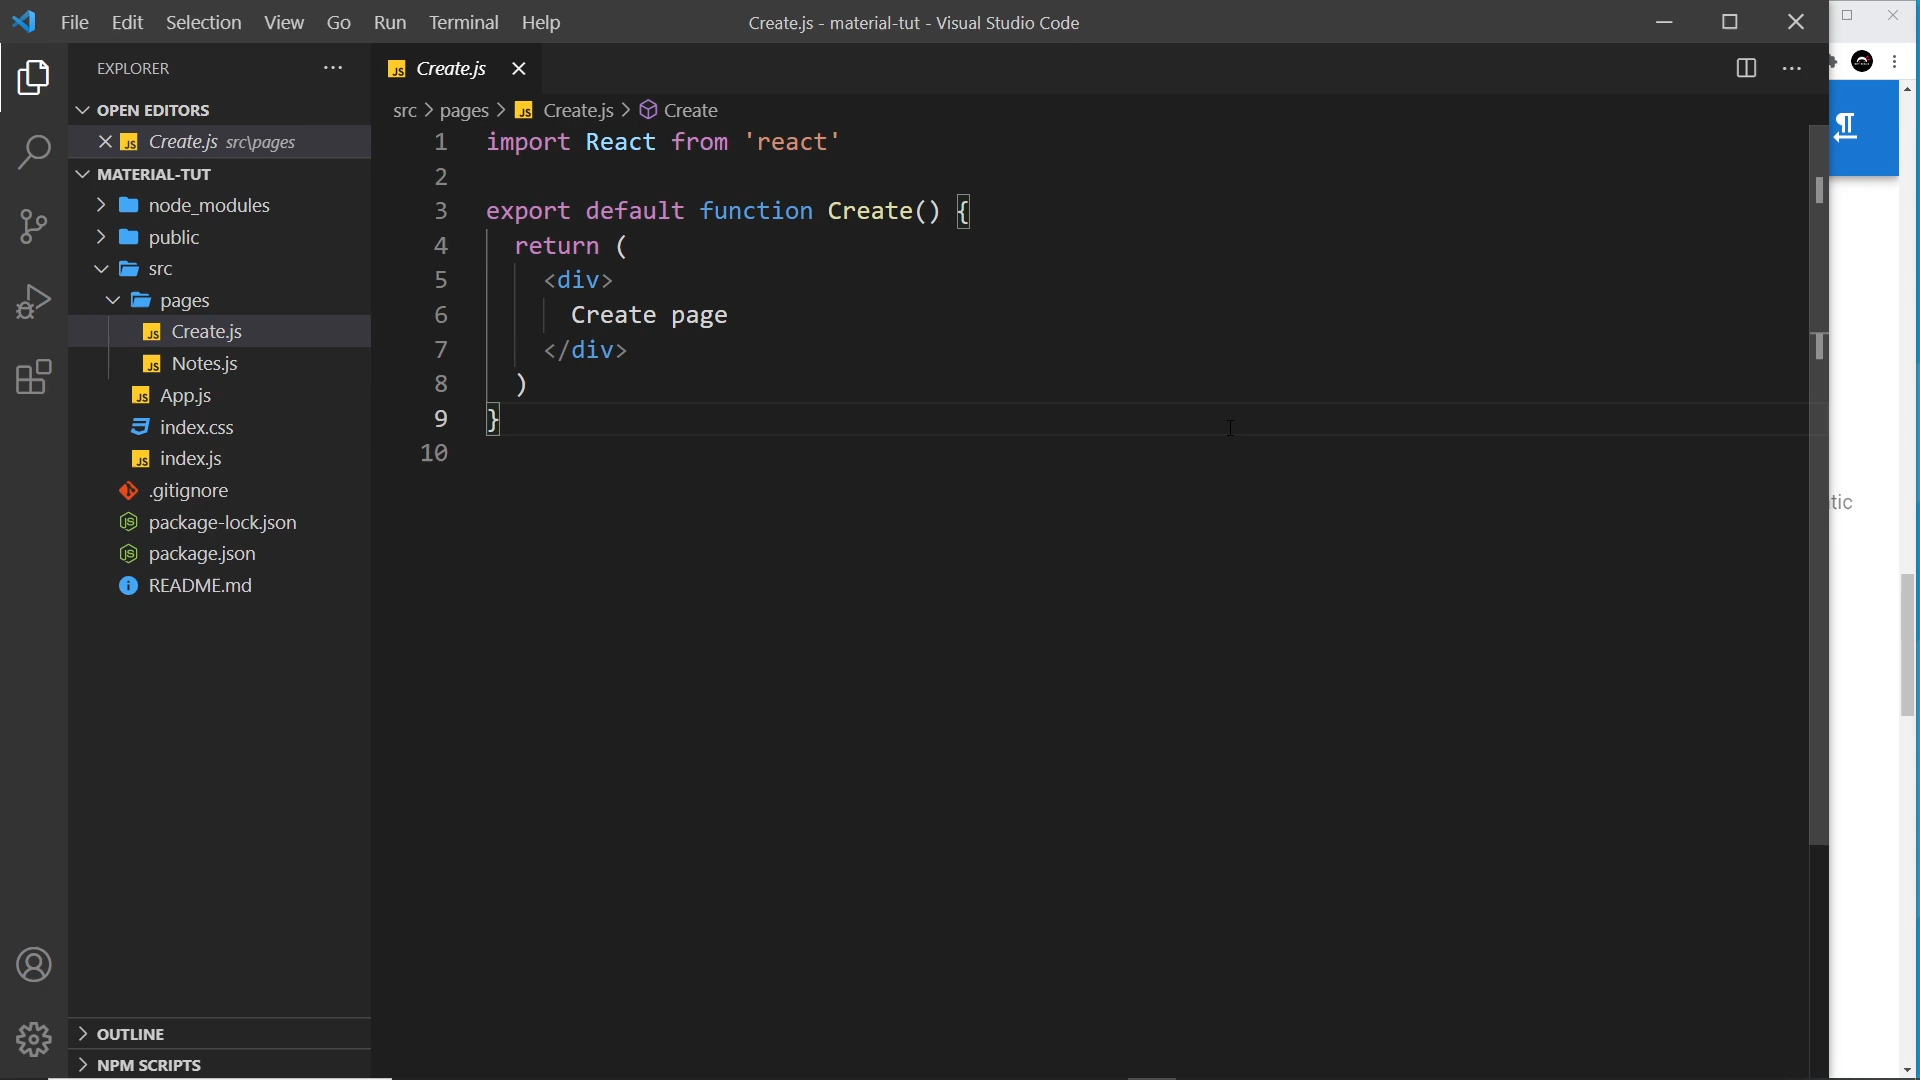 File Edit Selection View Go Run Terminal Help
Create.js - material-tut - Visual Studio Code
EXPLORER
OPEN EDITORS
Create.js src\pages
MATERIAL-TUT
node_modules
public
src
pages
Create.js
Notes.js
App.js
index.css
index.js
.gitignore
package-lock.json
package.json
README.md
OUTLINE
NPM SCRIPTS
Create.js
src > pages > JS Create.js > Create
1 import React from 'react'
2
3 export default function Create() {
4 return (
5 <div>
6 Create page
7 </div>
8 )
9 }
10
tic